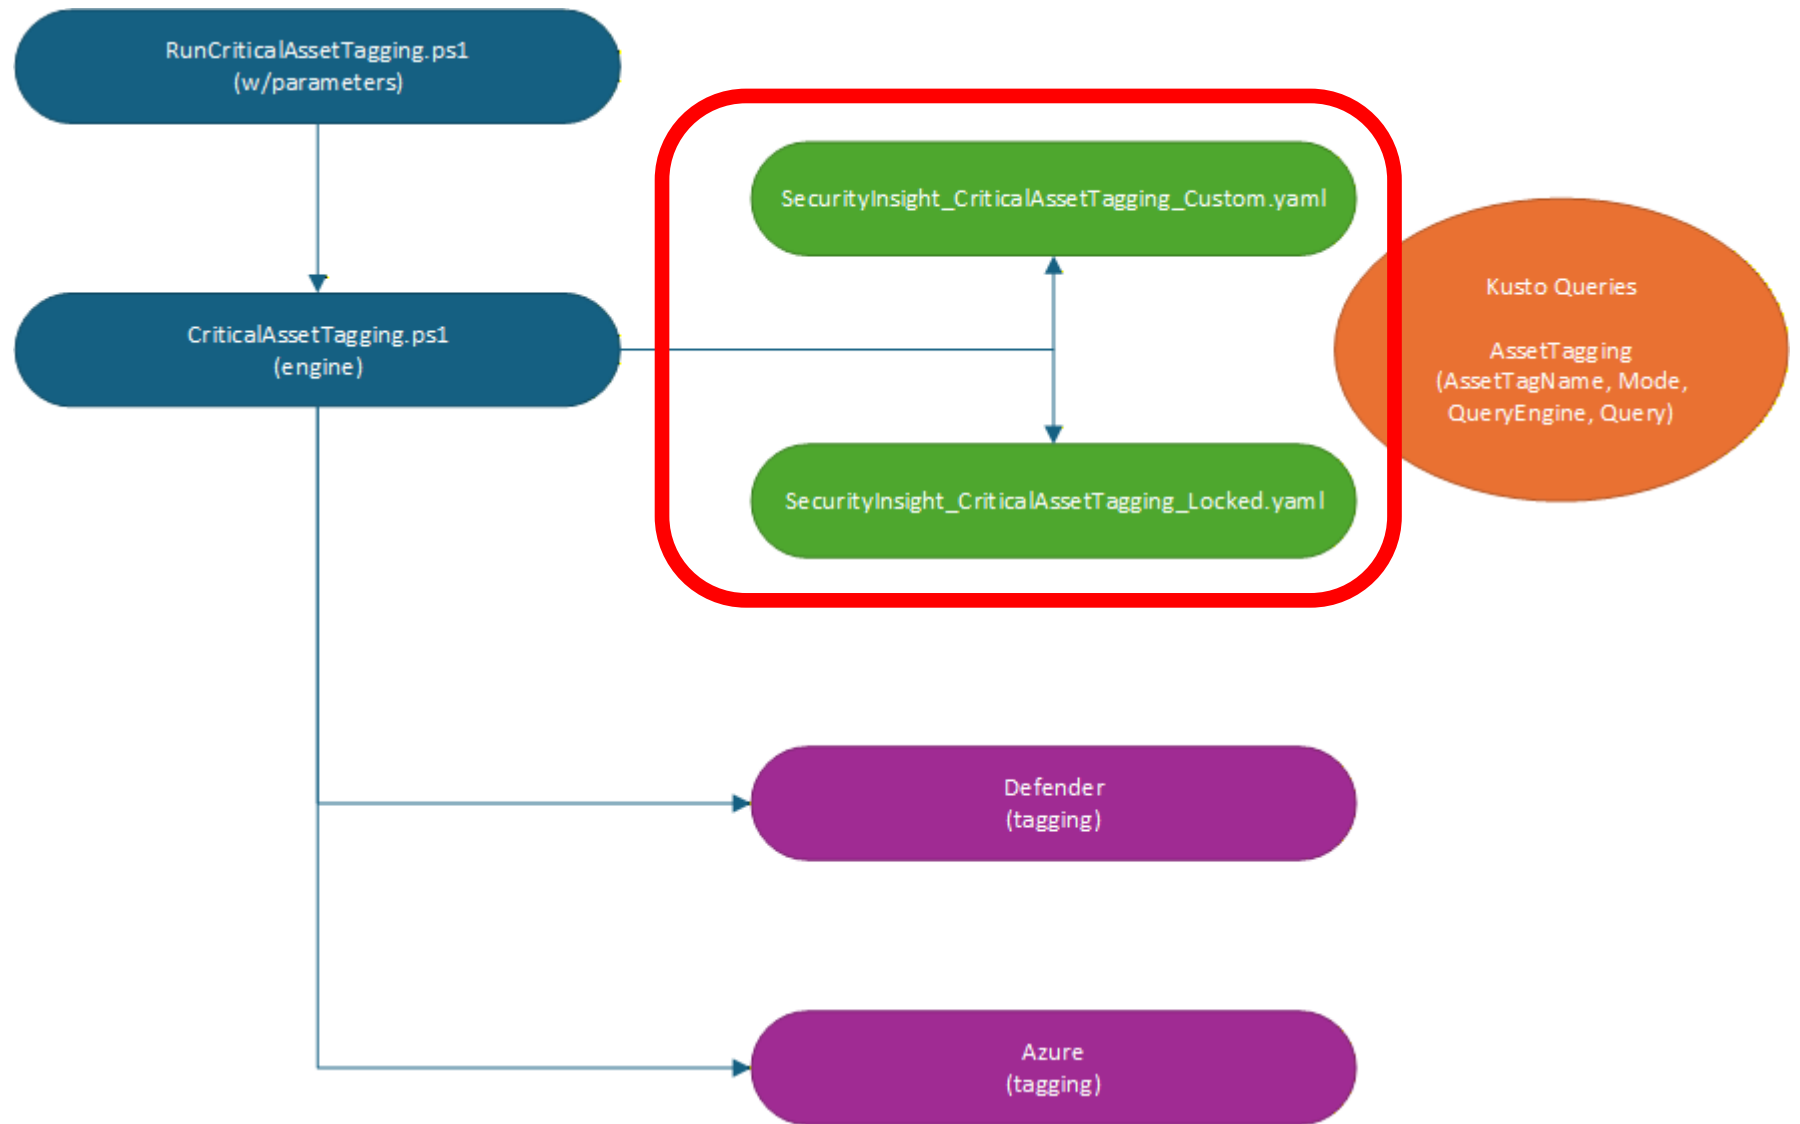 RunCriticalAssetTagging.ps1
(w/parameters)
SecurityInsight_CriticalAssetTagging_Custom.yaml
Kusto Queries
AssetTagging
(AssetTagName, Mode,
QueryEngine, Query)
CriticalAssetTagging.ps1
(engine)
SecurityInsight_CriticalAssetTagging_Locked.yaml
Defender
(tagging)
Azure
(tagging)